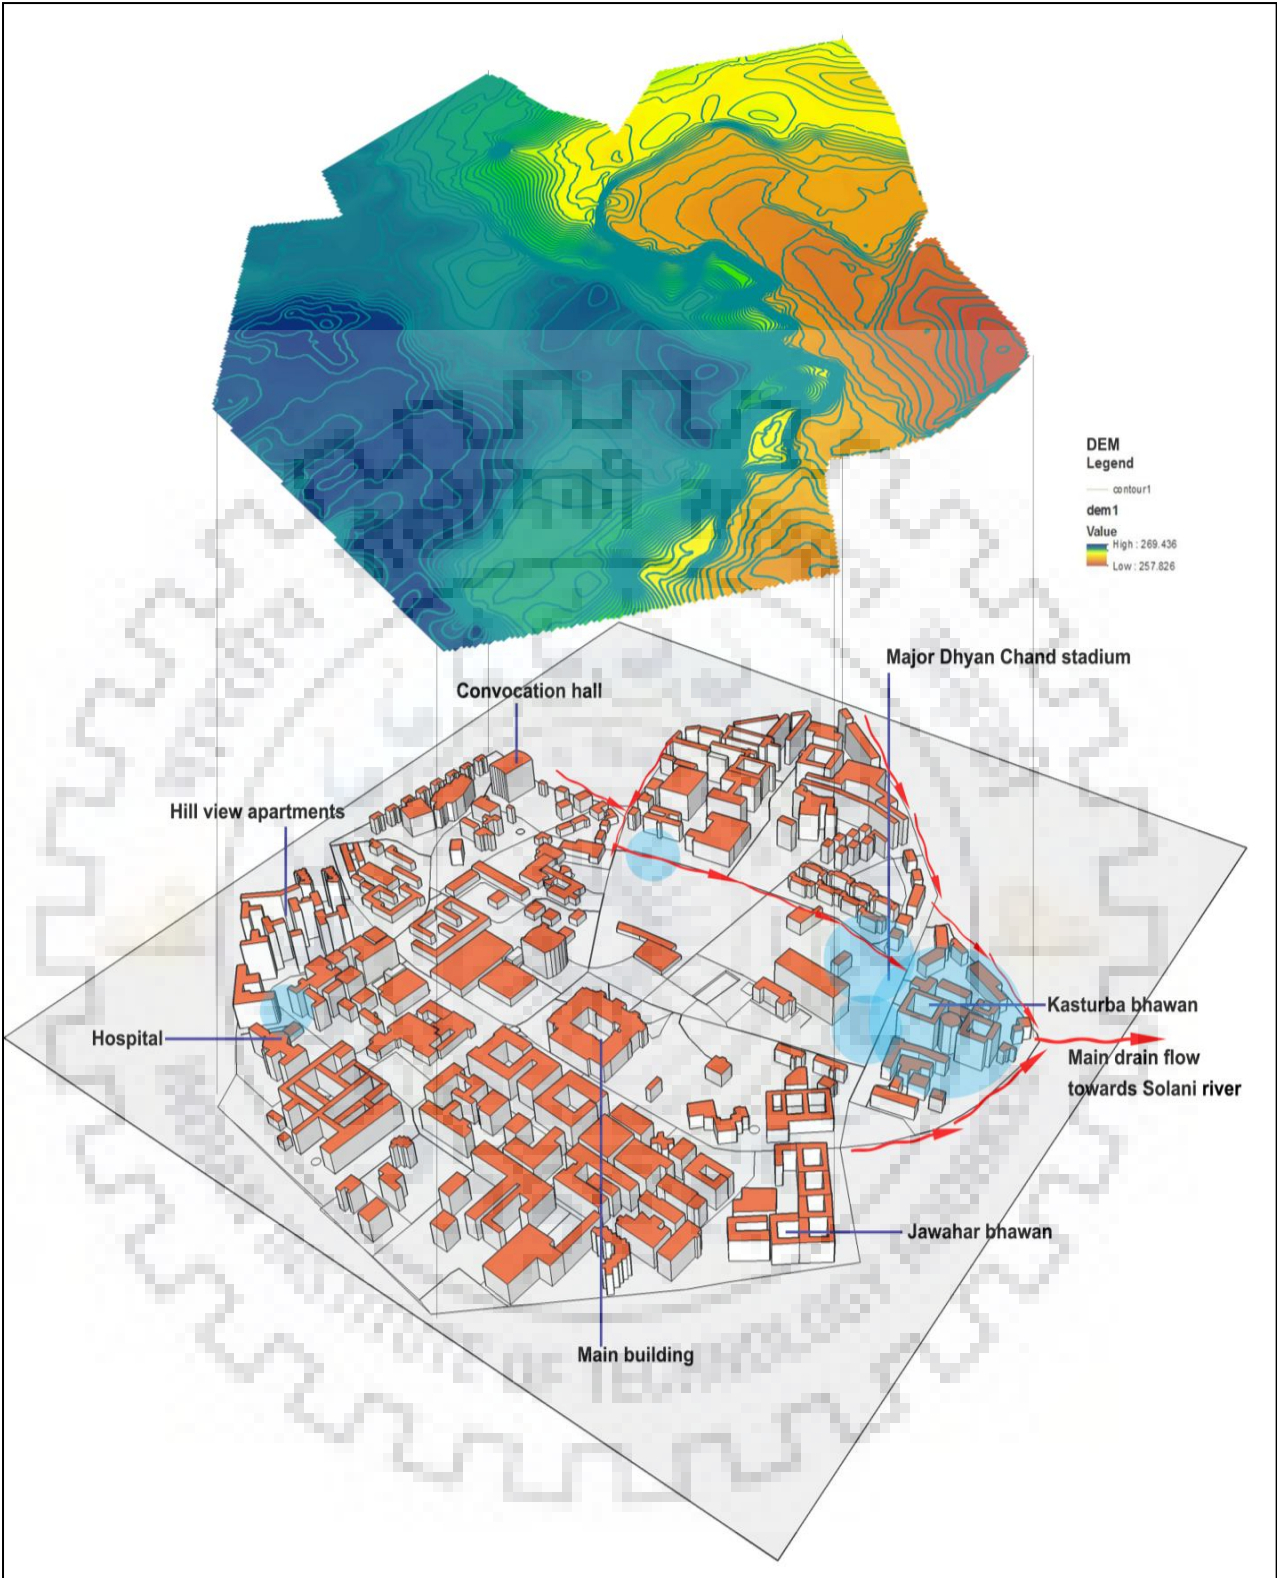 DEM
Legend
contour1
dem1
Value
High : 269.436
Low : 257.826
Major Dhyan Chand stadium
Convocation hall
Hill view apartments
Kasturba bhawan
Hospital
Main drain flow
towards Solani river
Jawahar bhawan
Main building